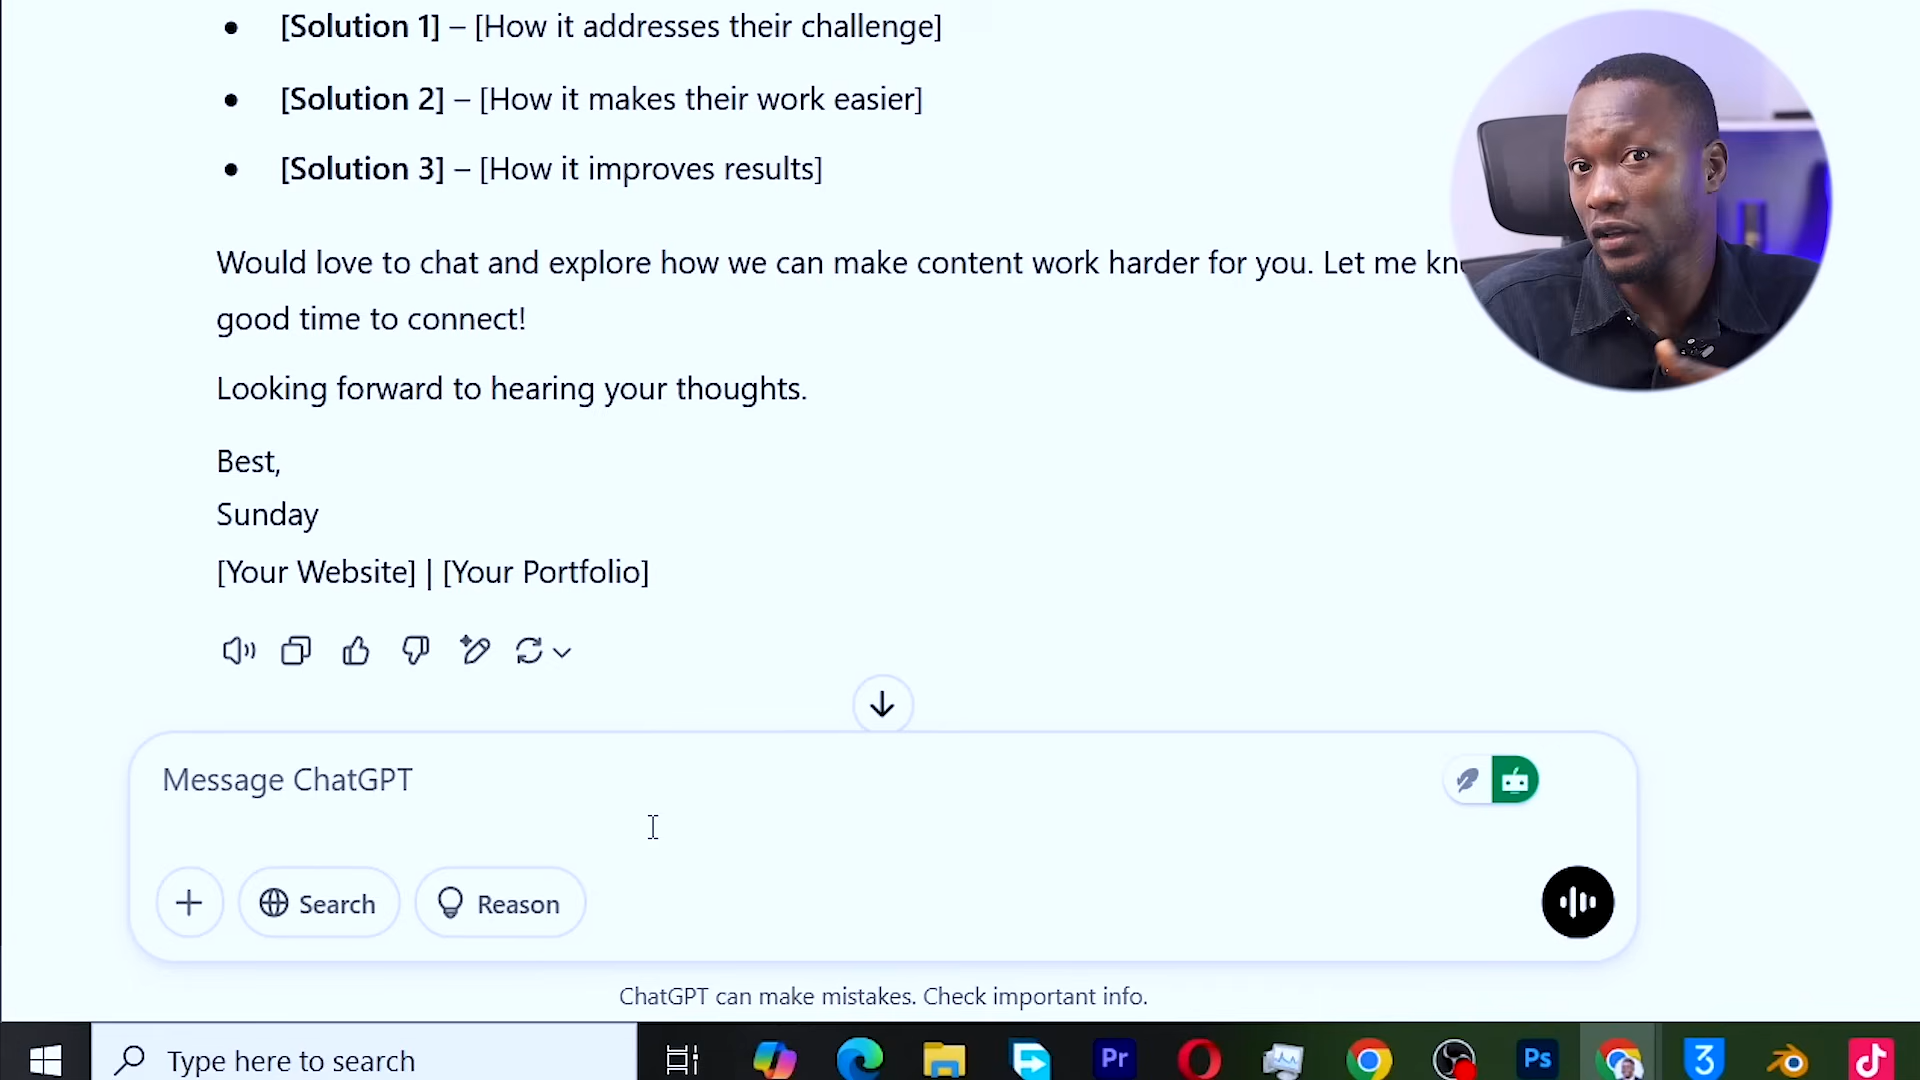 [Solution 1] – [How it addresses their challenge]
[Solution 2] – [How it makes their work easier]
[Solution 3] – [How it improves results]
Would love to chat and explore how we can make content work harder for you. Let me
good time to connect!
Looking forward to hearing your thoughts.
Best,
Sunday
[Your Website] | [Your Portfolio]
Message ChatGPT
Search
Reason
ChatGPT can make mistakes. Check important info.
Type here to search
Pr
Ps
3